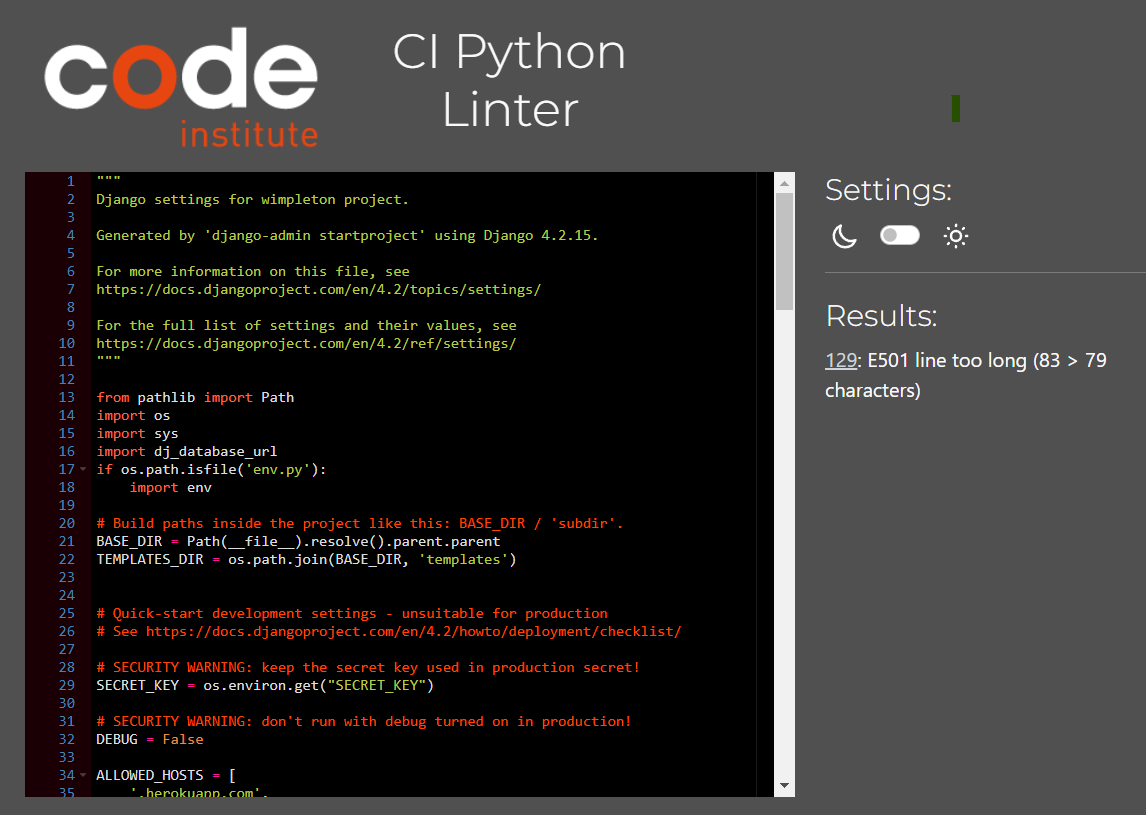 code
institute
CI Python
Linter
1 """
2 Django settings for wimpleton project.
3
4 Generated by 'django-admin startproject' using Django 4.2.15.
5
6 For more information on this file, see
7 https://docs.djangoproject.com/en/4.2/topics/settings/
8
9 For the full list of settings and their values, see
10 https://docs.djangoproject.com/en/4.2/ref/settings/
11 """
12
13 from pathlib import Path
14 import os
15 import sys
16 import dj_database_url
17 if os.path.isfile('env.py'):
18     import env
19
20 # Build paths inside the project like this: BASE_DIR / 'subdir'.
21 BASE_DIR = Path(__file__).resolve().parent.parent
22 TEMPLATES_DIR = os.path.join(BASE_DIR, 'templates')
23
24
25 # Quick-start development settings - unsuitable for production
26 # See https://docs.djangoproject.com/en/4.2/howto/deployment/checklist/
27
28 # SECURITY WARNING: keep the secret key used in production secret!
29 SECRET_KEY = os.environ.get("SECRET_KEY")
30
31 # SECURITY WARNING: don't run with debug turned on in production!
32 DEBUG = False
33
34 ALLOWED_HOSTS = [
35     '.herokuapp.com',
Settings:
Results:
129: E501 line too long (83 > 79
characters)